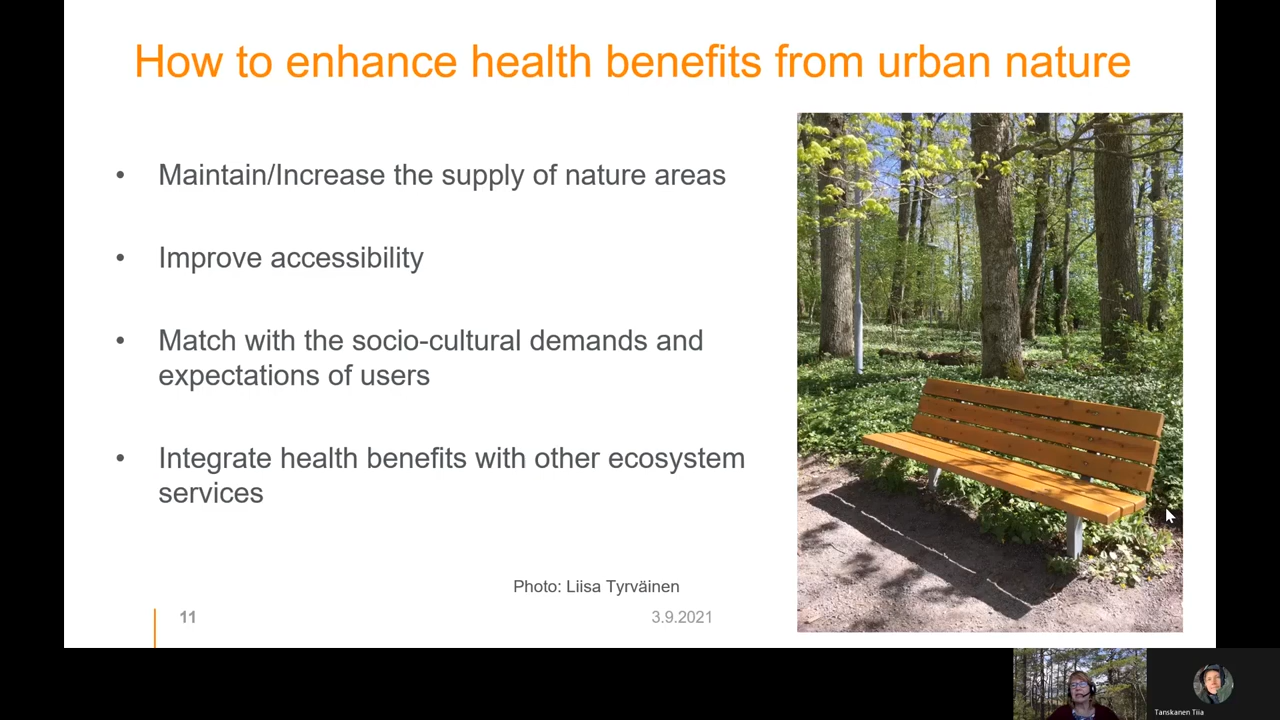 How to enhance health benefits from urban nature
• Maintain/Increase the supply of nature areas
• Improve accessibility
• Match with the socio-cultural demands and
expectations of users
• Integrate health benefits with other ecosystem
services
Photo: Liisa Tyrväinen
11
3.9.2021
Tanskanen Tiia